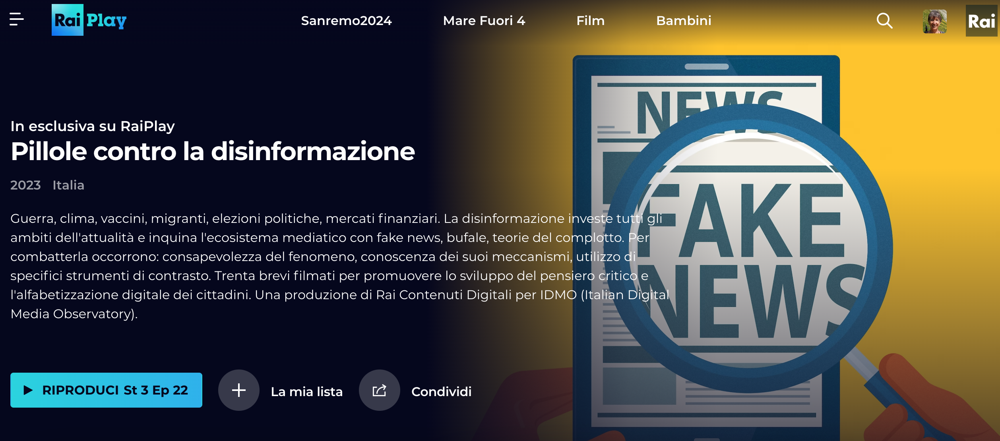 Rai Play
Sanremo2024
Mare Fuori 4
Film
Bambini
Rai
In esclusiva su RaiPlay
Pillole contro la disinformazione
2023 Italia
Guerra, clima, vaccini, migranti, elezioni politiche, mercati finanziari. La disinformazione investe tutti gli
ambiti dell'attualità e inquina l'ecosistema mediatico con fake news, bufale, teorie del complotto. Per
combatterla occorrono: consapevolezza del fenomeno, conoscenza dei suoi meccanismi, utilizzo di
specifici strumenti di contrasto. Trenta brevi filmati per promuovere lo sviluppo del pensiero critico e
l'alfabetizzazione digitale dei cittadini. Una produzione di Rai Contenuti Digitali per IDMO (Italian Digital
Media Observatory).
RIPRODUCI St 3 Ep 22
La mia lista
Condividi
NEWS
FAKE
NEWS